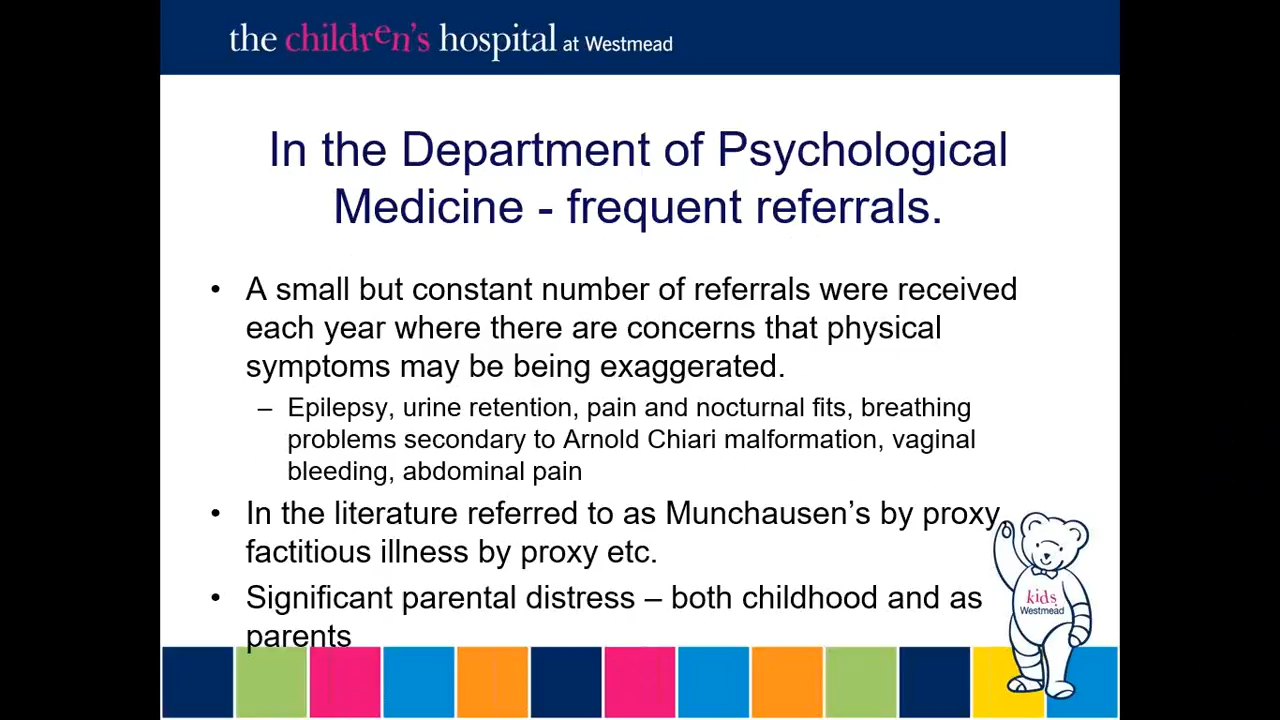 the children's hospital at Westmead
In the Department of Psychological
Medicine - frequent referrals.
• A small but constant number of referrals were received
each year where there are concerns that physical
symptoms may be being exaggerated.
– Epilepsy, urine retention, pain and nocturnal fits, breathing
problems secondary to Arnold Chiari malformation, vaginal
bleeding, abdominal pain
• In the literature referred to as Munchausen's by proxy,
factitious illness by proxy etc.
• Significant parental distress – both childhood and as
parents
kids
Westmead